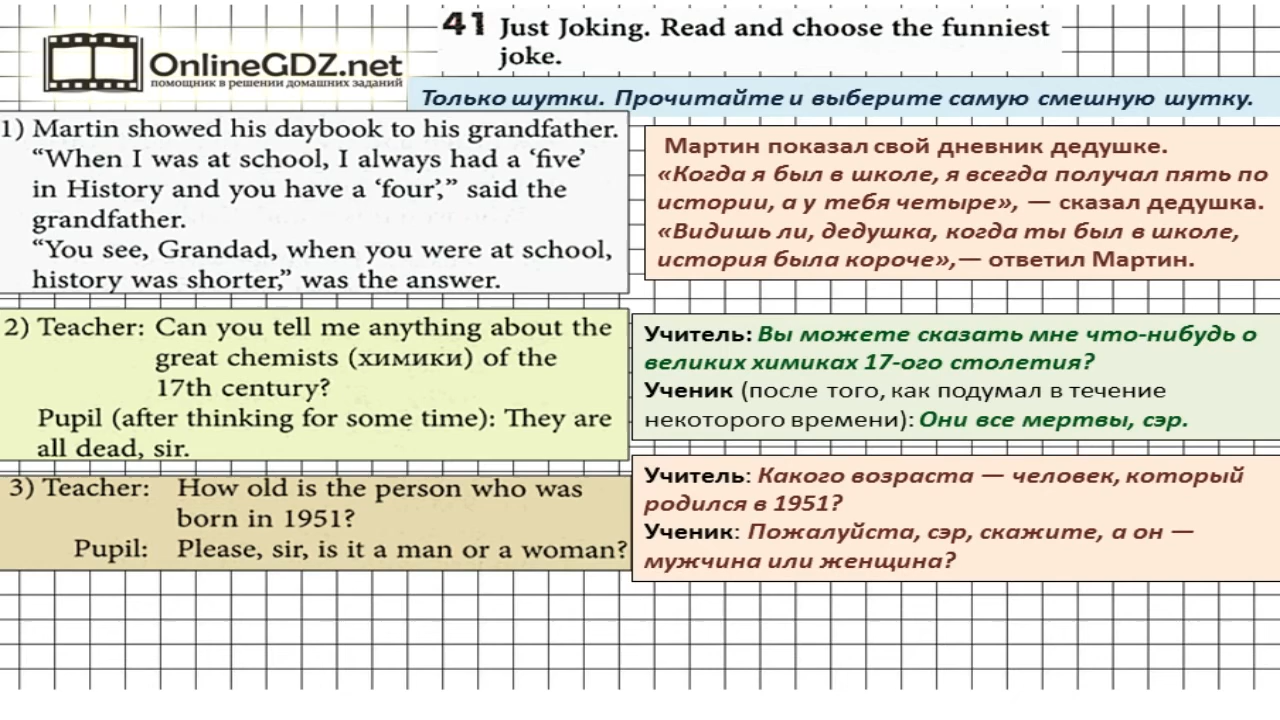 41 Just Joking. Read and choose the funniest
joke.
OnlineGDZ.net
помощник в решении домашних заданий
Только шутки. Прочитайте и выберите самую смешную шутку.
1) Martin showed his daybook to his grandfather.
“When I was at school, I always had a ‘five’
in History and you have a ‘four’,” said the
grandfather.
“You see, Grandad, when you were at school,
history was shorter,” was the answer.
Мартин показал свой дневник дедушке.
«Когда я был в школе, я всегда получал пять по
истории, а у тебя четыре», — сказал дедушка.
«Видишь ли, дедушка, когда ты был в школе,
история была короче»,— ответил Мартин.
2) Teacher: Can you tell me anything about the
great chemists (химики) of the
17th century?
Pupil (after thinking for some time): They are
all dead, sir.
Учитель: Вы можете сказать мне что-нибудь о
великих химиках 17-ого столетия?
Ученик (после того, как подумал в течение
некоторого времени): Они все мертвы, сэр.
3) Teacher: How old is the person who was
born in 1951?
Pupil: Please, sir, is it a man or a woman?
Учитель: Какого возраста — человек, который
родился в 1951?
Ученик: Пожалуйста, сэр, скажите, а он —
мужчина или женщина?